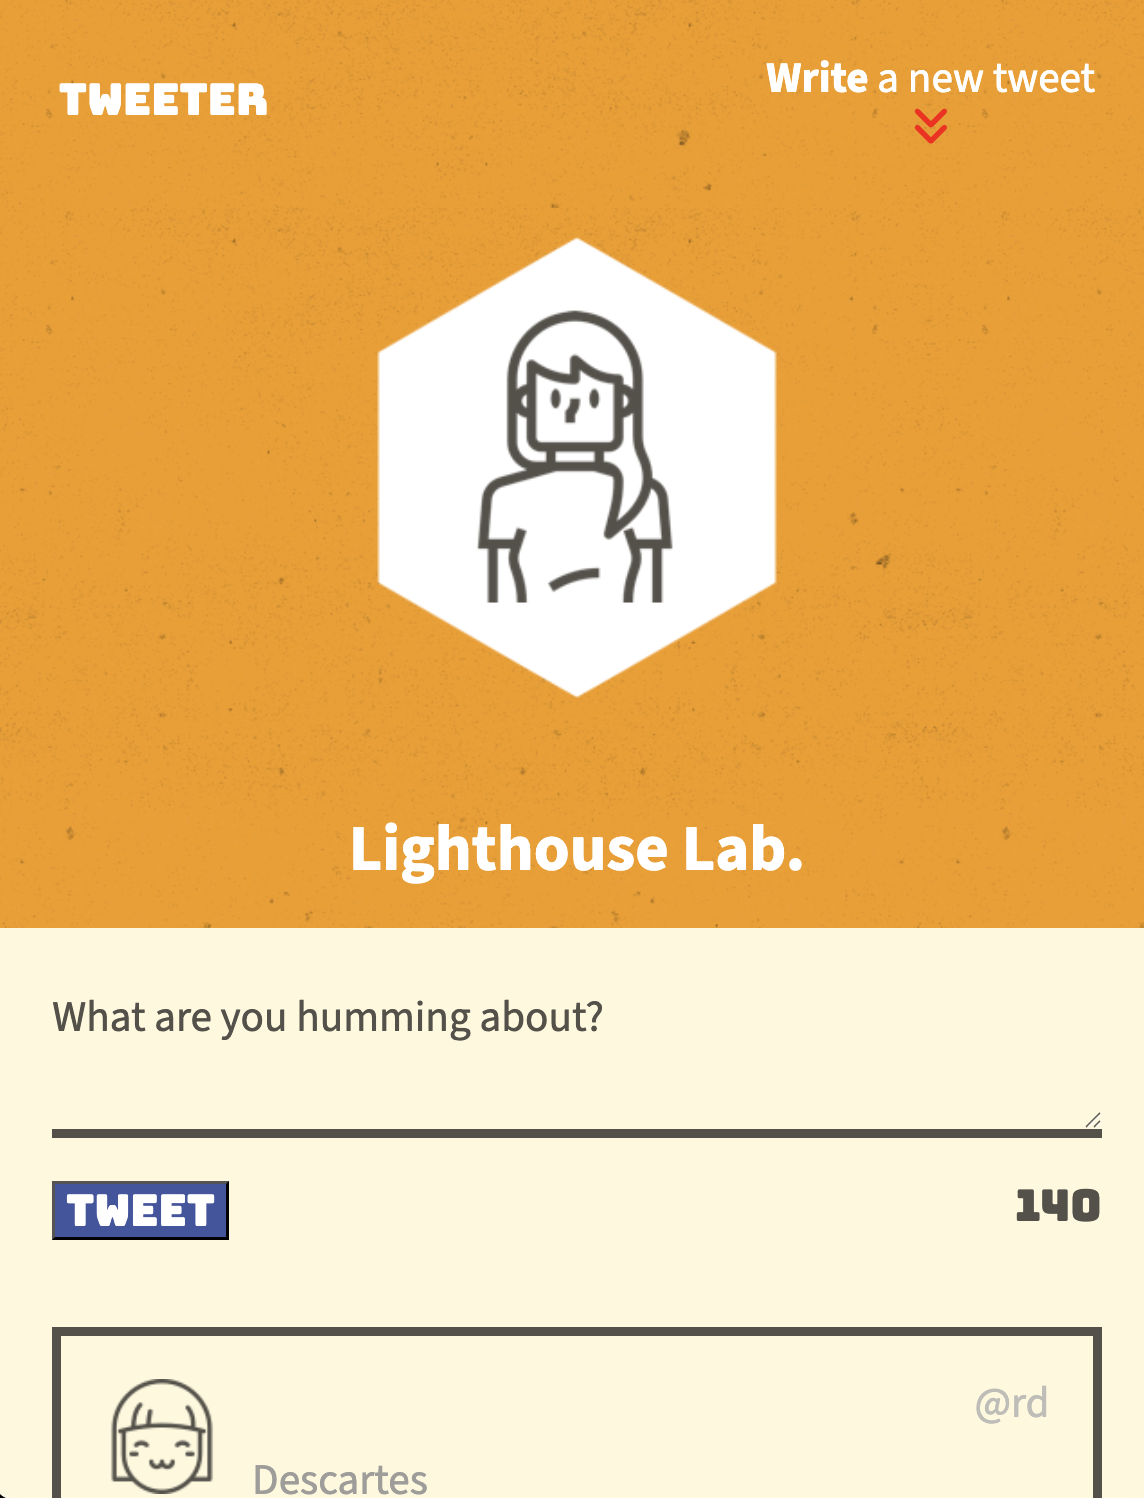 TWEETER
Write a new tweet
Lighthouse Lab.
What are you humming about?
TWEET
140
@rd
Descartes